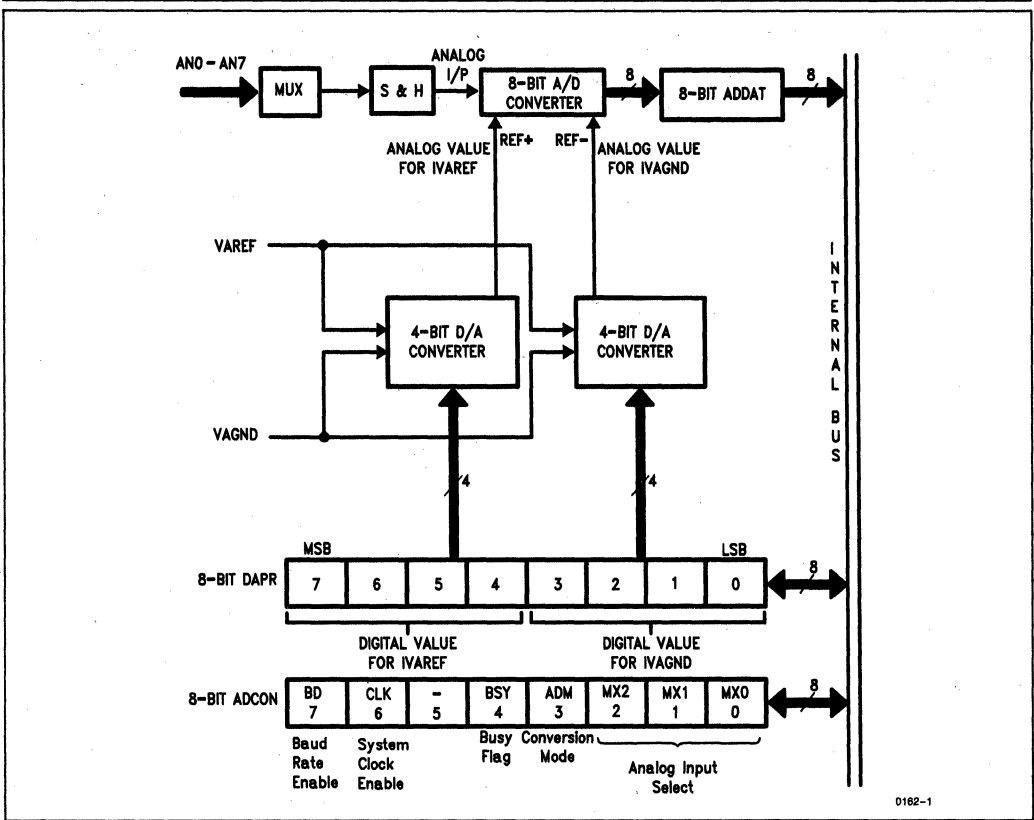 AN0-AN7
MUX
S & H
ANALOG
I/P
8-BIT A/D
CONVERTER
8
8-BIT ADDAT
8
ANALOG VALUE
FOR IVAREF
REF+
REF-
ANALOG VALUE
FOR IVAGND
VAREF
4-BIT D/A
CONVERTER
4-BIT D/A
CONVERTER
VAGND
4
4
INTERNAL BUS
MSB
LSB
8-BIT DAPR
7 6 5 4 3 2 1 0
8
DIGITAL VALUE
FOR IVAREF
DIGITAL VALUE
FOR IVAGND
8-BIT ADCON
BD CLK - BSY ADM MX2 MX1 MX0
7 6 5 4 3 2 1 0
8
Baud
Rate
Enable
System
Clock
Enable
Busy
Flag
Conversion
Mode
Analog Input
Select
0162-1